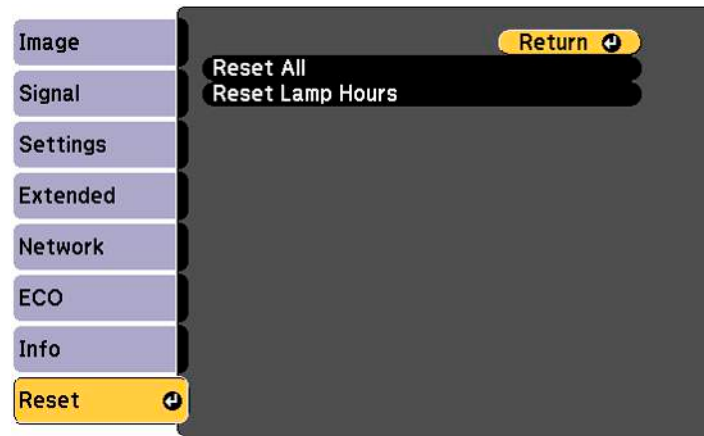 Image
Signal
Settings
Extended
Network
ECO
Info
Reset
Return
Reset All
Reset Lamp Hours